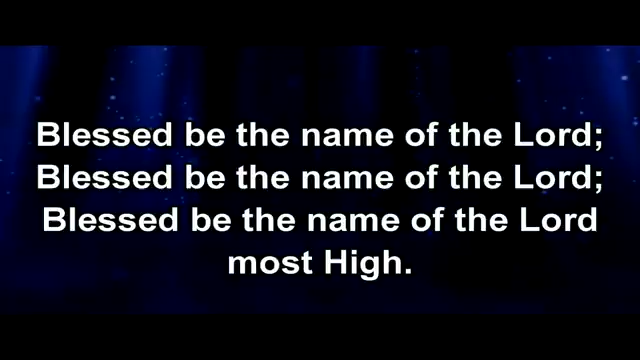 Blessed be the name of the Lord;
Blessed be the name of the Lord;
Blessed be the name of the Lord
most High.